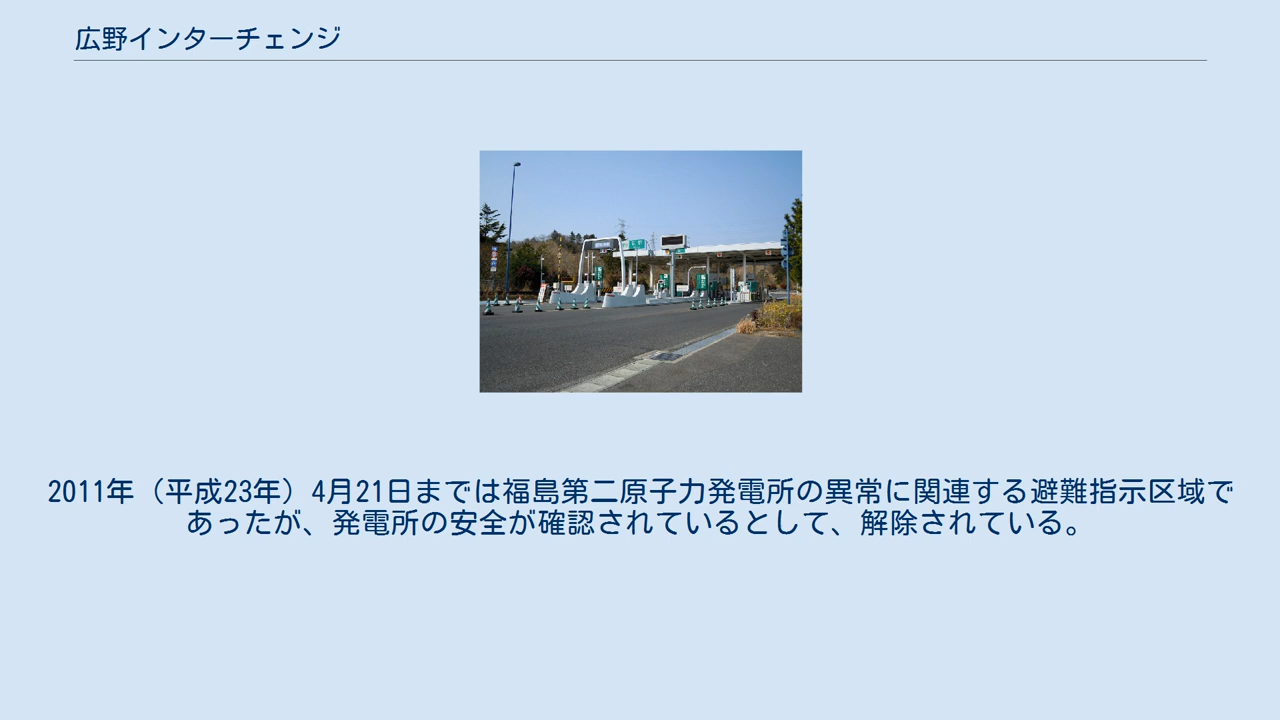 広野インターチェンジ
2011年（平成23年）4月21日までは福島第二原子力発電所の異常に関連する避難指示区域で
あったが、発電所の安全が確認されているとして、解除されている。